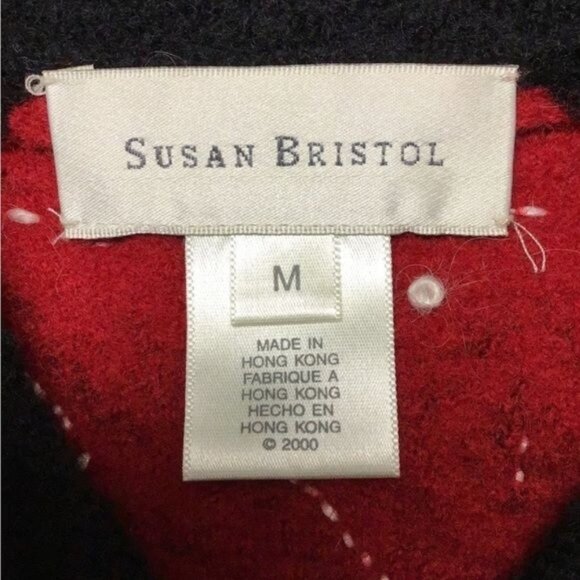 SUSAN BRISTOL
M
MADE IN
HONG KONG
FABRIQUE A
HONG KONG
HECHO EN
HONG KONG
© 2000